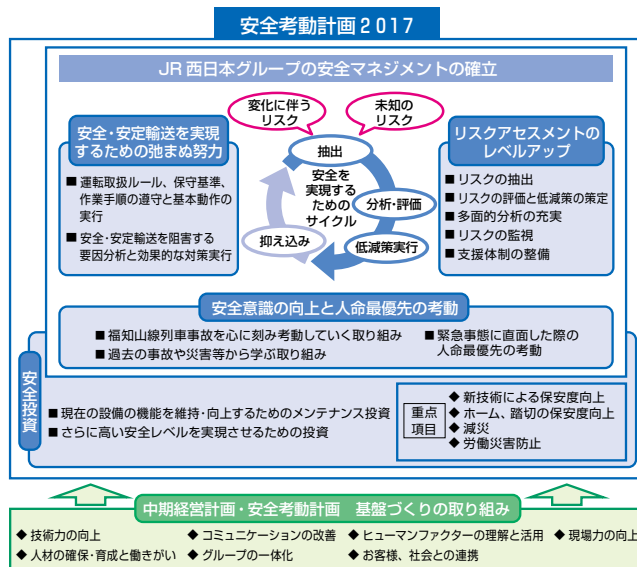 安全考動計画2017
JR西日本グループの安全マネジメントの確立
変化に伴う
リスク
未知の
リスク
安全・安定輸送を実現
するための弛まぬ努力
■ 運転取扱ルール、保守基準、
作業手順の遵守と基本動作の
実行
■ 安全・安定輸送を阻害する
要因分析と効果的な対策実行
抽出
安全を
実現する
ための
サイクル
分析・評価
低減策実行
抑え込み
リスクアセスメントの
レベルアップ
■ リスクの抽出
■ リスクの評価と低減策の策定
■ 多面的分析の充実
■ リスクの監視
■ 支援体制の整備
安全意識の向上と人命最優先の考動
■ 福知山線列車事故を心に刻み考動していく取り組み
■ 過去の事故や災害等から学ぶ取り組み
■ 緊急事態に直面した際の
人命最優先の考動
安全投資
■ 現在の設備の機能を維持・向上するためのメンテナンス投資
■ さらに高い安全レベルを実現させるための投資
重点
項目
◆ 新技術による保安度向上
◆ ホーム、踏切の保安度向上
◆ 減災
◆ 労働災害防止
中期経営計画・安全考動計画 基盤づくりの取り組み
◆ 技術力の向上 ◆ コミュニケーションの改善 ◆ ヒューマンファクターの理解と活用 ◆ 現場力の向上
◆ 人材の確保・育成と働きがい ◆ グループの一体化 ◆ お客様、社会との連携